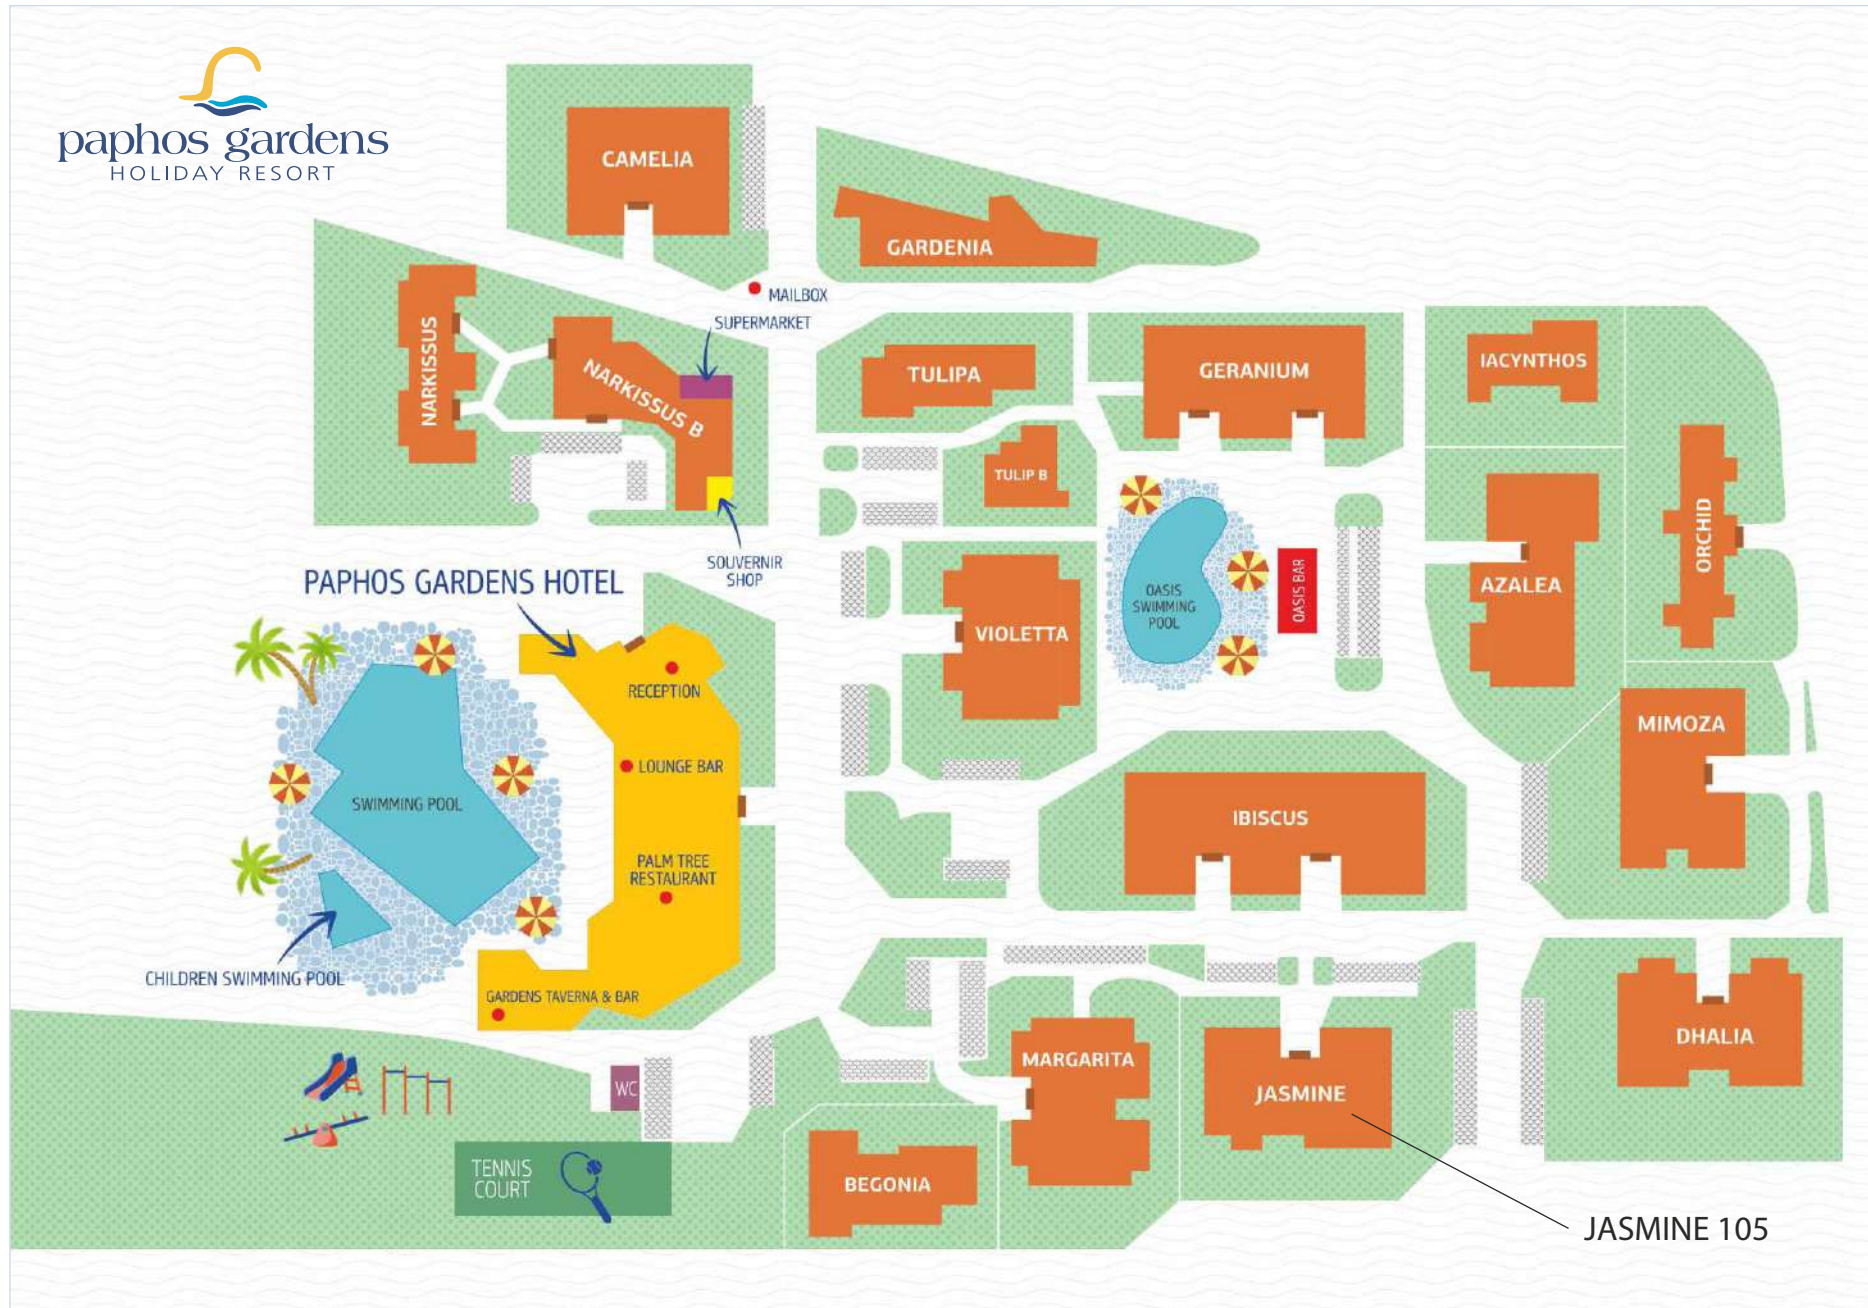 paphos gardens
HOLIDAY RESORT
CAMELIA
GARDENIA
MAILBOX
SUPERMARKET
NARKISSUS
NARKISSUS B
TULIPA
GERANIUM
IACYNTHOS
TULIP B
ORCHID
SOUVERNIR
SHOP
PAPHOS GARDENS HOTEL
OASIS
SWIMMING
POOL
OASIS BAR
AZALEA
VIOLETTA
RECEPTION
MIMOZA
LOUNGE BAR
SWIMMING POOL
IBISCUS
PALM TREE
RESTAURANT
CHILDREN SWIMMING POOL
GARDENS TAVERNA & BAR
DHALIA
MARGARITA
WC
JASMINE
TENNIS
COURT
BEGONIA
JASMINE 105